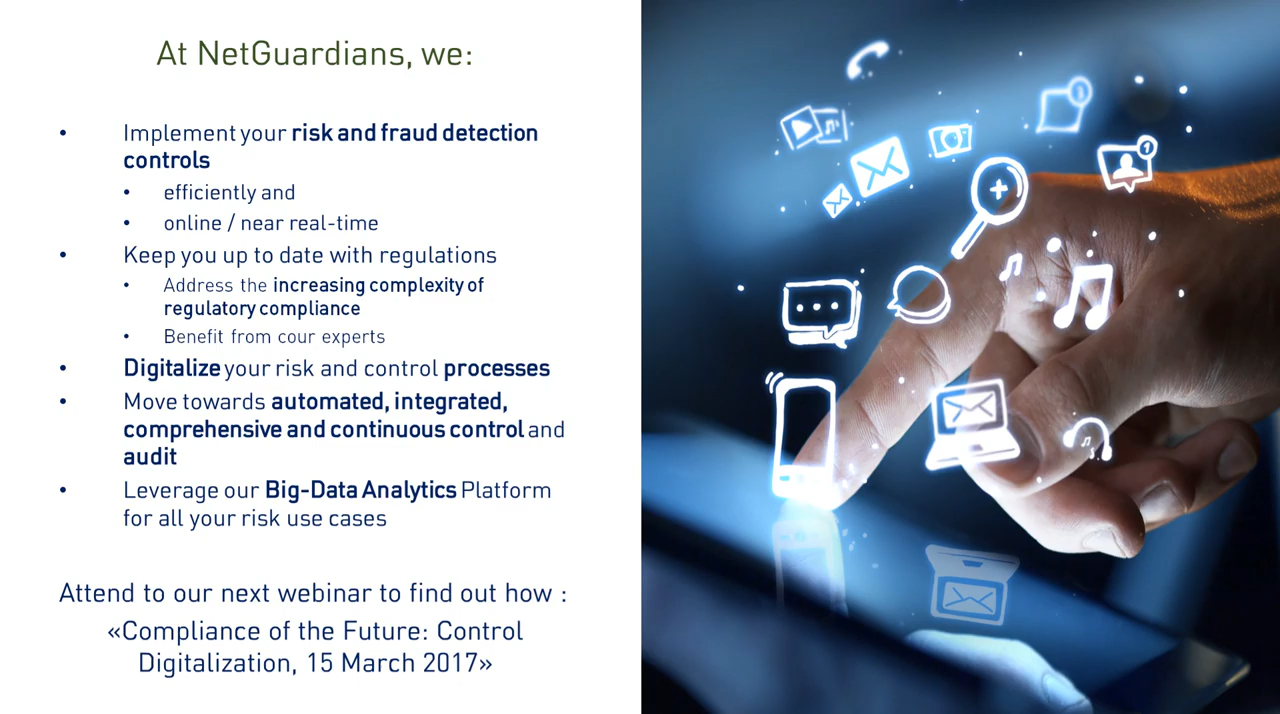 At NetGuardians, we:
• Implement your risk and fraud detection
controls
• efficiently and
• online / near real-time
• Keep you up to date with regulations
• Address the increasing complexity of
regulatory compliance
• Benefit from cour experts
• Digitalize your risk and control processes
• Move towards automated, integrated,
comprehensive and continuous control and
audit
• Leverage our Big-Data Analytics Platform
for all your risk use cases
Attend to our next webinar to find out how :
«Compliance of the Future: Control
Digitalization, 15 March 2017»
1